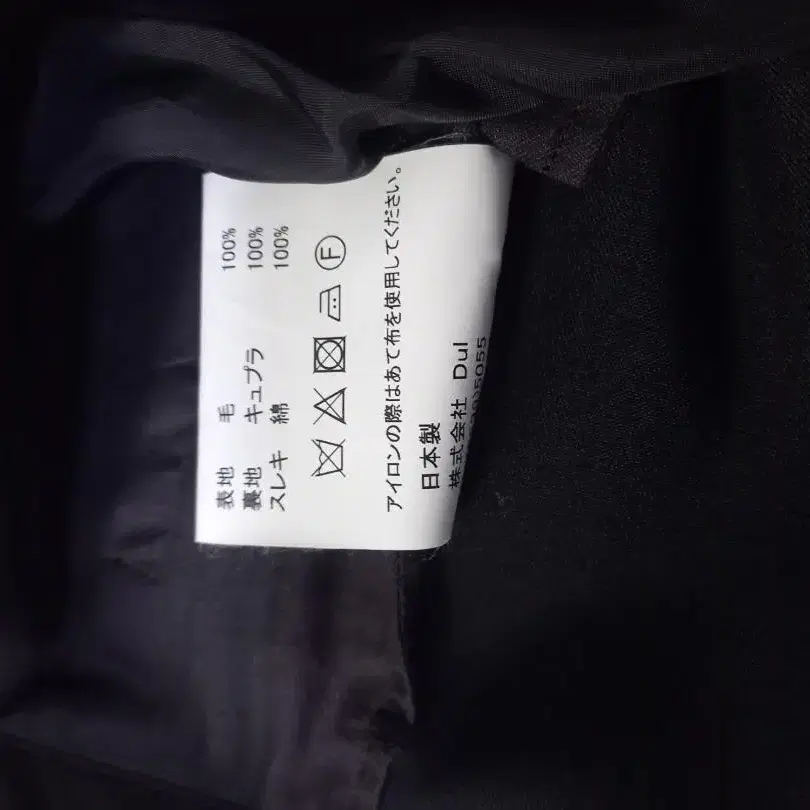 表地 毛 100%
裏地 キュプラ 100%
スレキ 綿 100%
F
アイロンの際はあて布を使用してください。
日本製
株式会社 Dul
5055